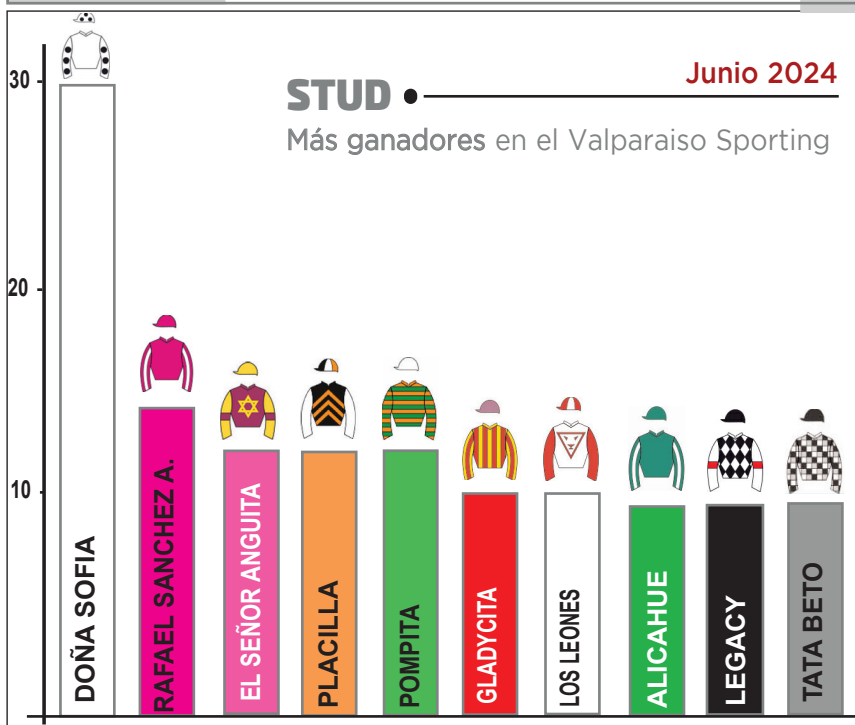 Junio 2024
STUD
Más ganadores en el Valparaiso Sporting
30
20
10
DOÑA SOFIA
RAFAEL SANCHEZ A.
EL SEÑOR ANGUITA
PLACILLA
POMPITA
GLADYCITA
LOS LEONES
ALICAHUE
LEGACY
TATA BETO